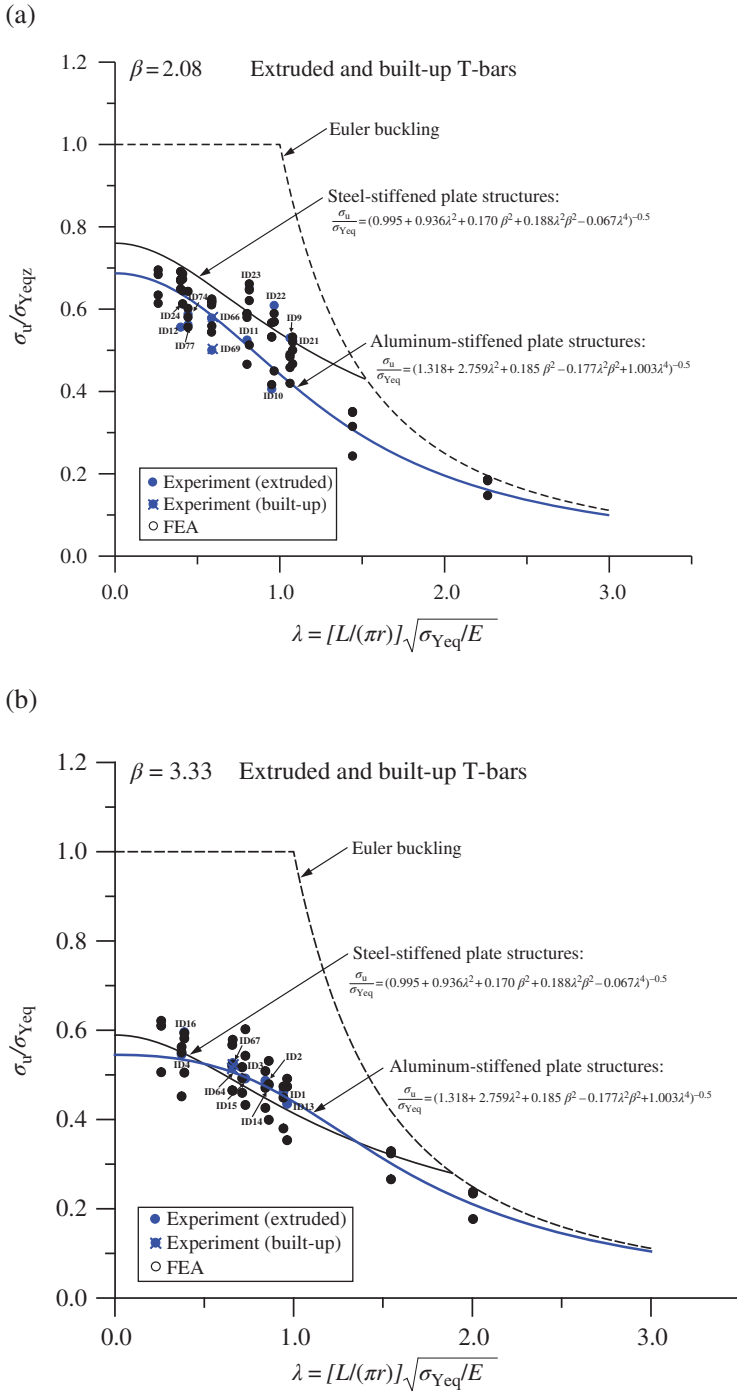 (a)
β = 2.08 Extruded and built-up T-bars
Euler buckling
Steel-stiffened plate structures:
σu/σYeq = (0.995 + 0.936λ² + 0.170 β² + 0.188λ²β² – 0.067λ⁴)^–0.5
Aluminum-stiffened plate structures:
σu/σYeq = (1.318 + 2.759λ² + 0.185 β² – 0.177λ²β² + 1.003λ⁴)^–0.5
ID23
ID22
ID74
ID24
ID66
ID9
ID12
ID11
ID21
ID77
ID69
ID10
Experiment (extruded)
Experiment (built-up)
FEA
σu/σYeqz
1.2
1.0
0.8
0.6
0.4
0.2
0.0
0.0 1.0 2.0 3.0
λ = [L/(πr)]√σYeq/E
(b)
β = 3.33 Extruded and built-up T-bars
Euler buckling
Steel-stiffened plate structures:
σu/σYeq = (0.995 + 0.936λ² + 0.170 β² + 0.188λ²β² – 0.067λ⁴)^–0.5
Aluminum-stiffened plate structures:
σu/σYeq = (1.318 + 2.759λ² + 0.185 β² – 0.177λ²β² + 1.003λ⁴)^–0.5
ID16
ID67
ID2
ID4
ID3
ID64
ID1
ID15
ID13
ID14
Experiment (extruded)
Experiment (built-up)
FEA
σu/σYeq
1.2
1.0
0.8
0.6
0.4
0.2
0.0
0.0 1.0 2.0 3.0
λ = [L/(πr)]√σYeq/E